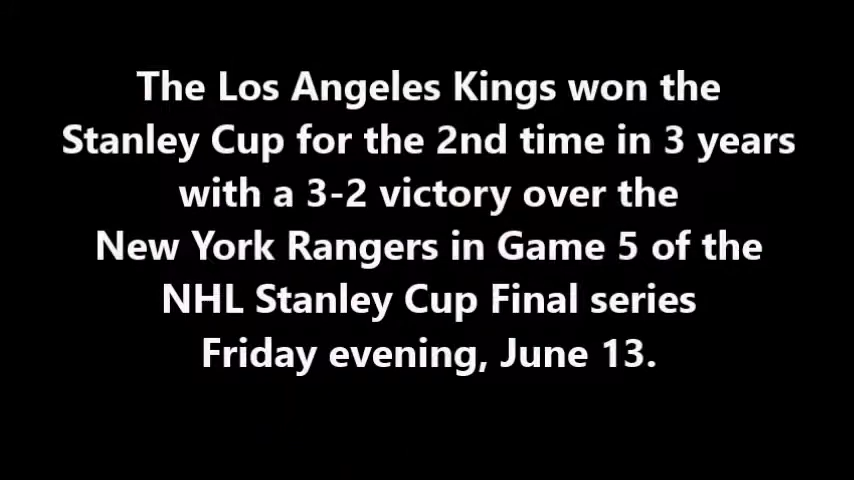 The Los Angeles Kings won the
Stanley Cup for the 2nd time in 3 years
with a 3-2 victory over the
New York Rangers in Game 5 of the
NHL Stanley Cup Final series
Friday evening, June 13.